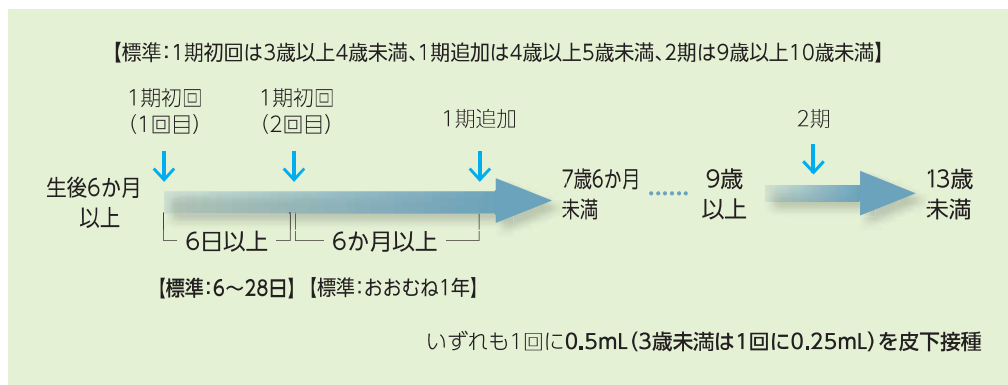 【標準：1期初回は3歳以上4歳未満、1期追加は4歳以上5歳未満、2期は9歳以上10歳未満】
1期初回
（1回目）
1期初回
（2回目）
1期追加
2期
生後6か月
以上
7歳6か月
未満
9歳
以上
13歳
未満
6日以上
6か月以上
【標準：6～28日】【標準：おおむね1年】
いずれも1回に0.5mL（3歳未満は1回に0.25mL）を皮下接種